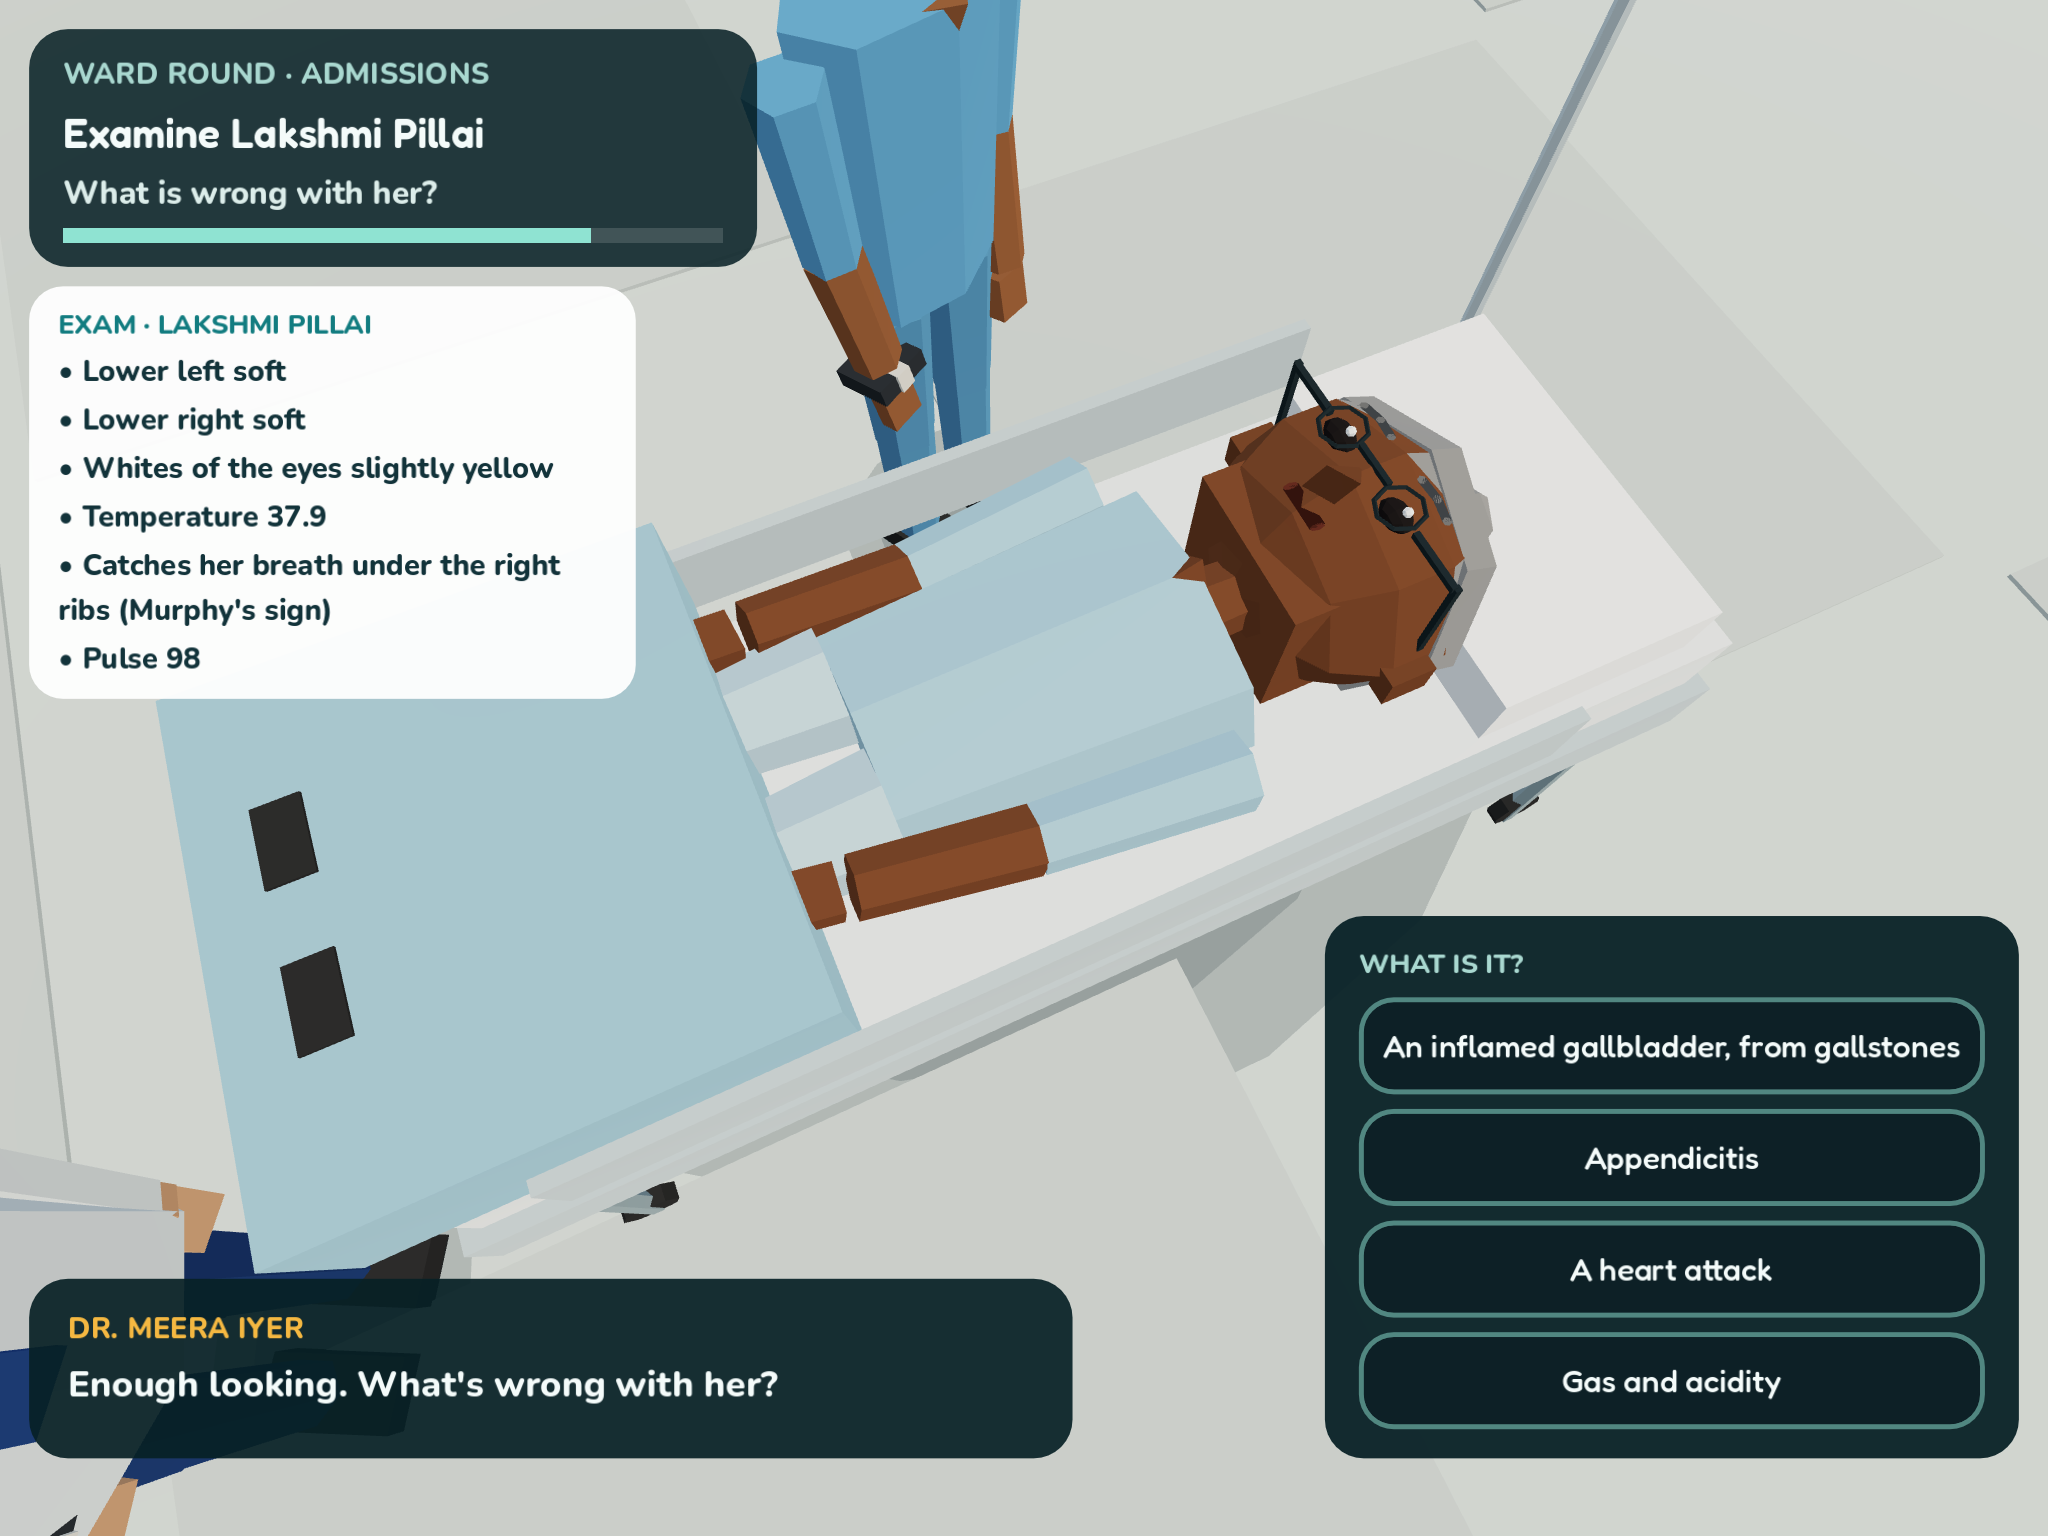 WARD ROUND · ADMISSIONS
Examine Lakshmi Pillai
What is wrong with her?
EXAM · LAKSHMI PILLAI
• Lower left soft
• Lower right soft
• Whites of the eyes slightly yellow
• Temperature 37.9
• Catches her breath under the right
ribs (Murphy's sign)
• Pulse 98
WHAT IS IT?
An inflamed gallbladder, from gallstones
Appendicitis
A heart attack
Gas and acidity
DR. MEERA IYER
Enough looking. What's wrong with her?